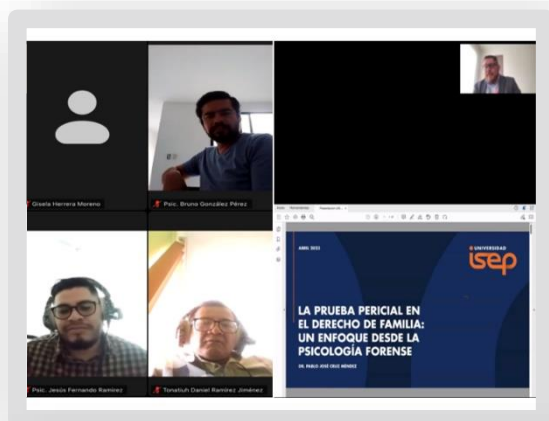 Gisela Herrera Moreno
Psic. Bruno González Pérez
Psic. Jesús Fernando Ramírez
Tonatiuh Daniel Ramírez Jiménez
ABRIL 2022
UNIVERSIDAD
isep
LA PRUEBA PERICIAL EN
EL DERECHO DE FAMILIA:
UN ENFOQUE DESDE LA
PSICOLOGÍA FORENSE
DR. PABLO JOSÉ CRUZ MÉNDEZ